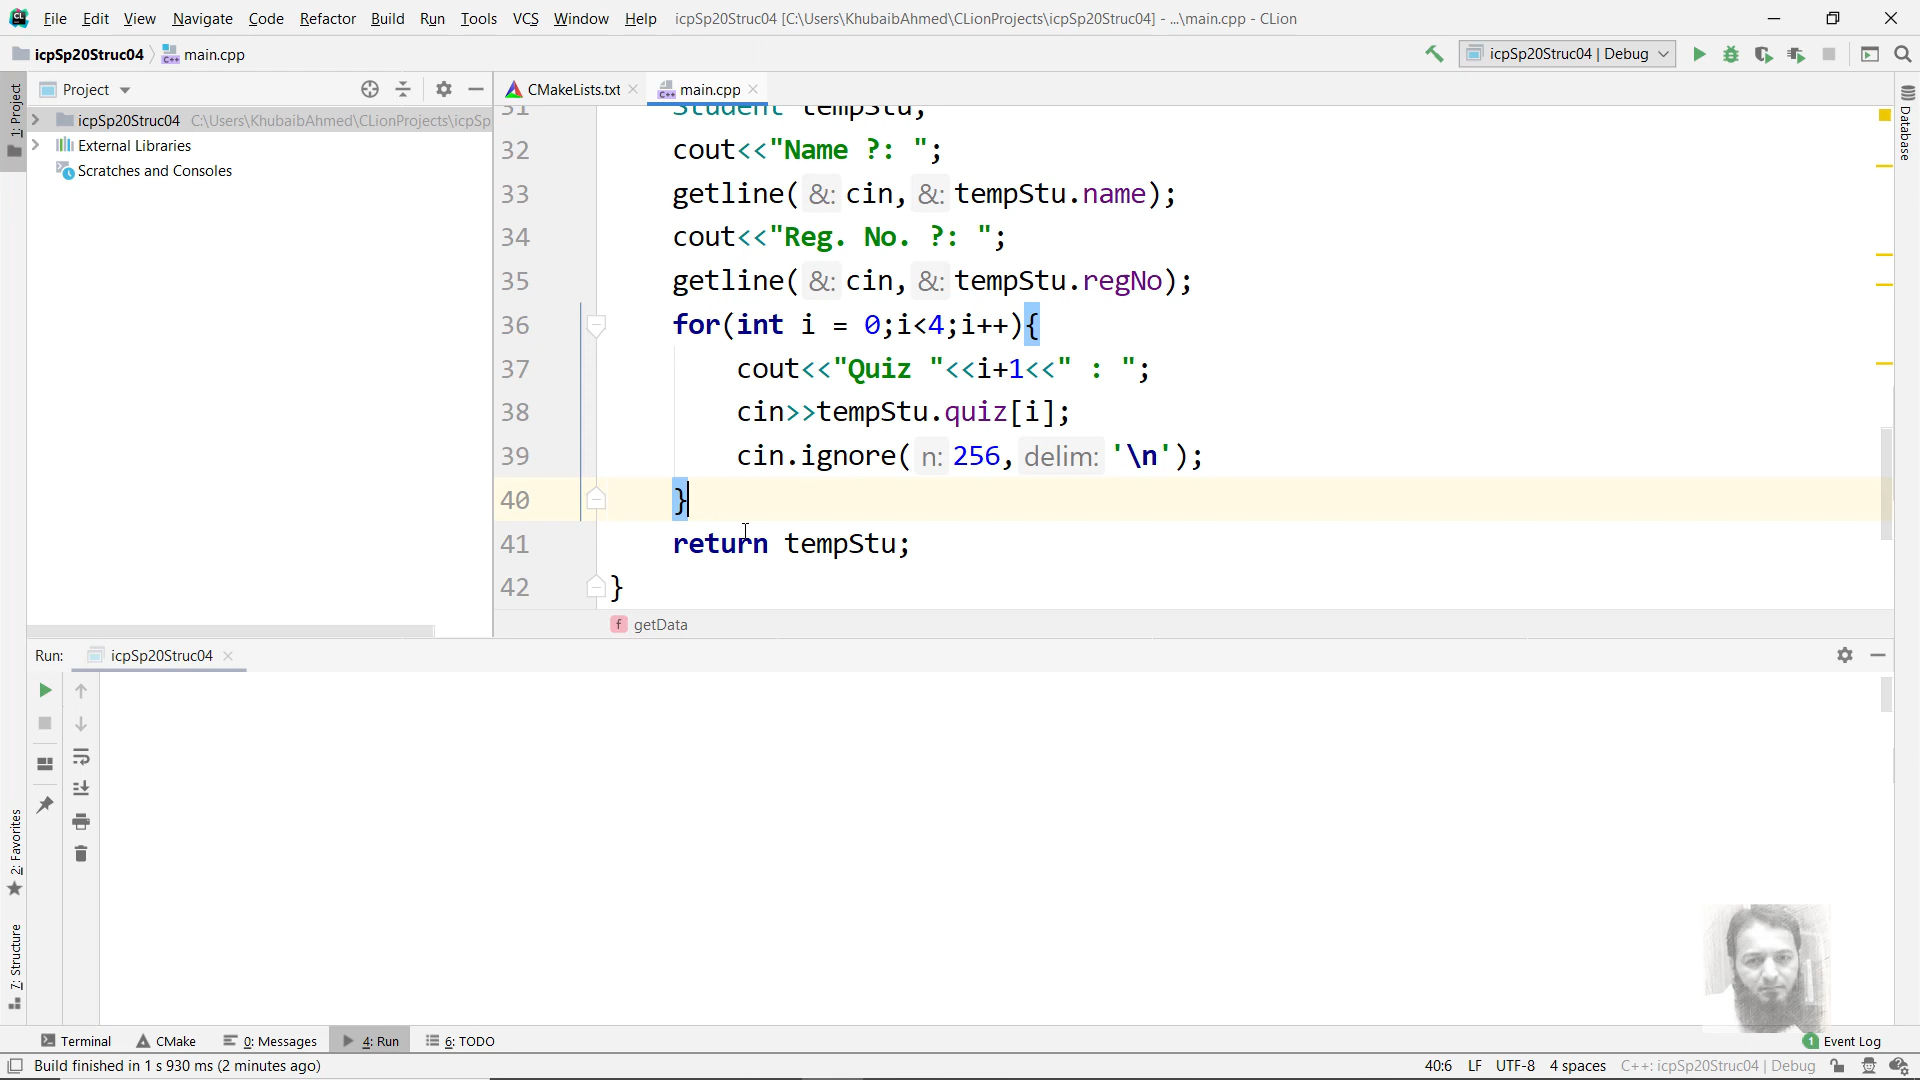 File Edit View Navigate Code Refactor Build Run Tools VCS Window Help icpSp20Struc04 [C:\Users\KhubaibAhmed\CLionProjects\icpSp20Struc04] - ...\main.cpp - CLion
icpSp20Struc04 main.cpp icpSp20Struc04 | Debug
Project CMakeLists.txt main.cpp
1: Project
icpSp20Struc04 C:\Users\KhubaibAhmed\CLionProjects\icpSp
External Libraries
Scratches and Consoles
Database
31 Student tempStu;
32 cout<<"Name ?: ";
33 getline( &: cin, &: tempStu.name);
34 cout<<"Reg. No. ?: ";
35 getline( &: cin, &: tempStu.regNo);
36 for(int i = 0;i<4;i++){
37 cout<<"Quiz "<<i+1<<" : ";
38 cin>>tempStu.quiz[i];
39 cin.ignore( n: 256, delim: '\n');
40 }
41 return tempStu;
42 }
f getData
Run: icpSp20Struc04
2: Favorites
7: Structure
Terminal CMake 0: Messages 4: Run 6: TODO 1 Event Log
Build finished in 1 s 930 ms (2 minutes ago) 40:6 LF UTF-8 4 spaces C++: icpSp20Struc04 | Debug